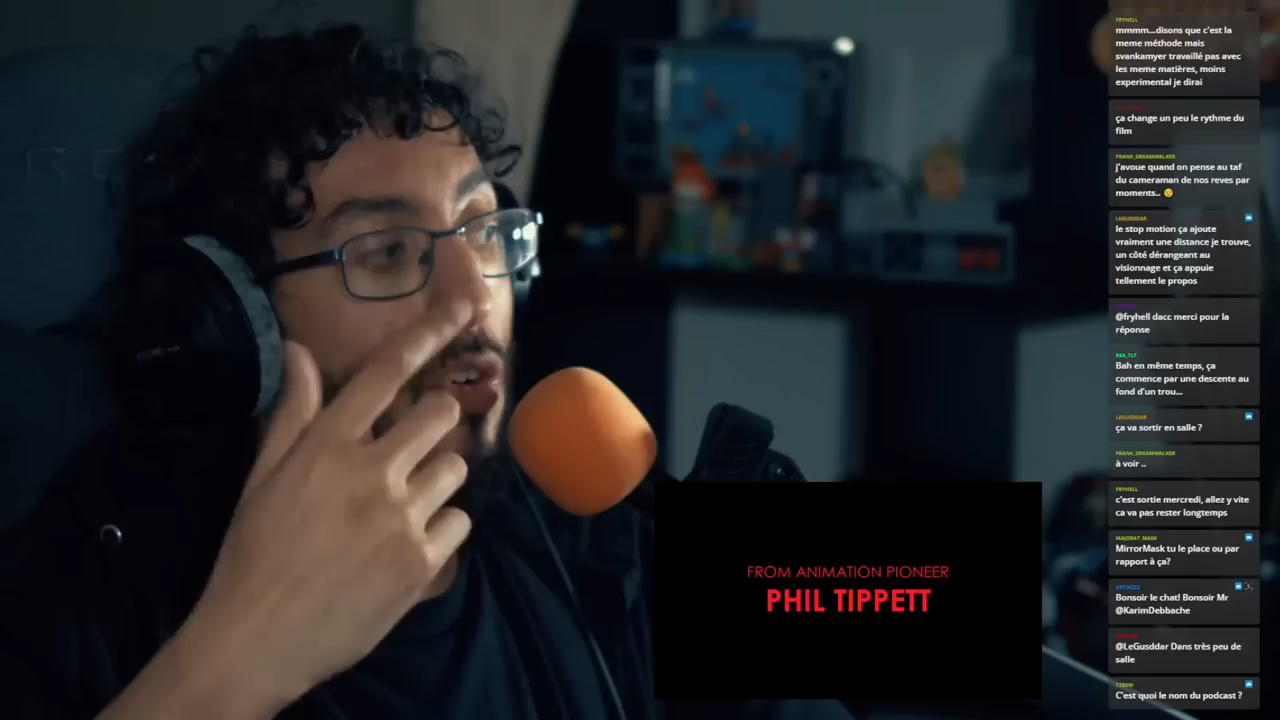 FROM ANIMATION PIONEER
PHIL TIPPETT
FRYHELL
mmmm...disons que c'est la
meme méthode mais
svankamyer travaillé pas avec
les meme matières, moins
experimental je dirai
ça change un peu le rythme du
film
FRANK_DREAMWALKER
j'avoue quand on pense au taf
du cameraman de nos reves par
moments.. 😉
LEGUSDDAR
le stop motion ça ajoute
vraiment une distance je trouve,
un côté dérangeant au
visionnage et ça appuie
tellement le propos
@fryhell dacc merci pour la
réponse
REA_TLT
Bah en même temps, ça
commence par une descente au
fond d'un trou...
LEGUSDDAR
ça va sortir en salle ?
FRANK_DREAMWALKER
à voir ..
FRYHELL
c'est sortie mercredi, allez y vite
ca va pas rester longtemps
MAJORAT_MASK
MirrorMask tu le place ou par
rapport à ça?
Bonsoir le chat! Bonsoir Mr
@KarimDebbache
@LeGusddar Dans très peu de
salle
C'est quoi le nom du podcast ?